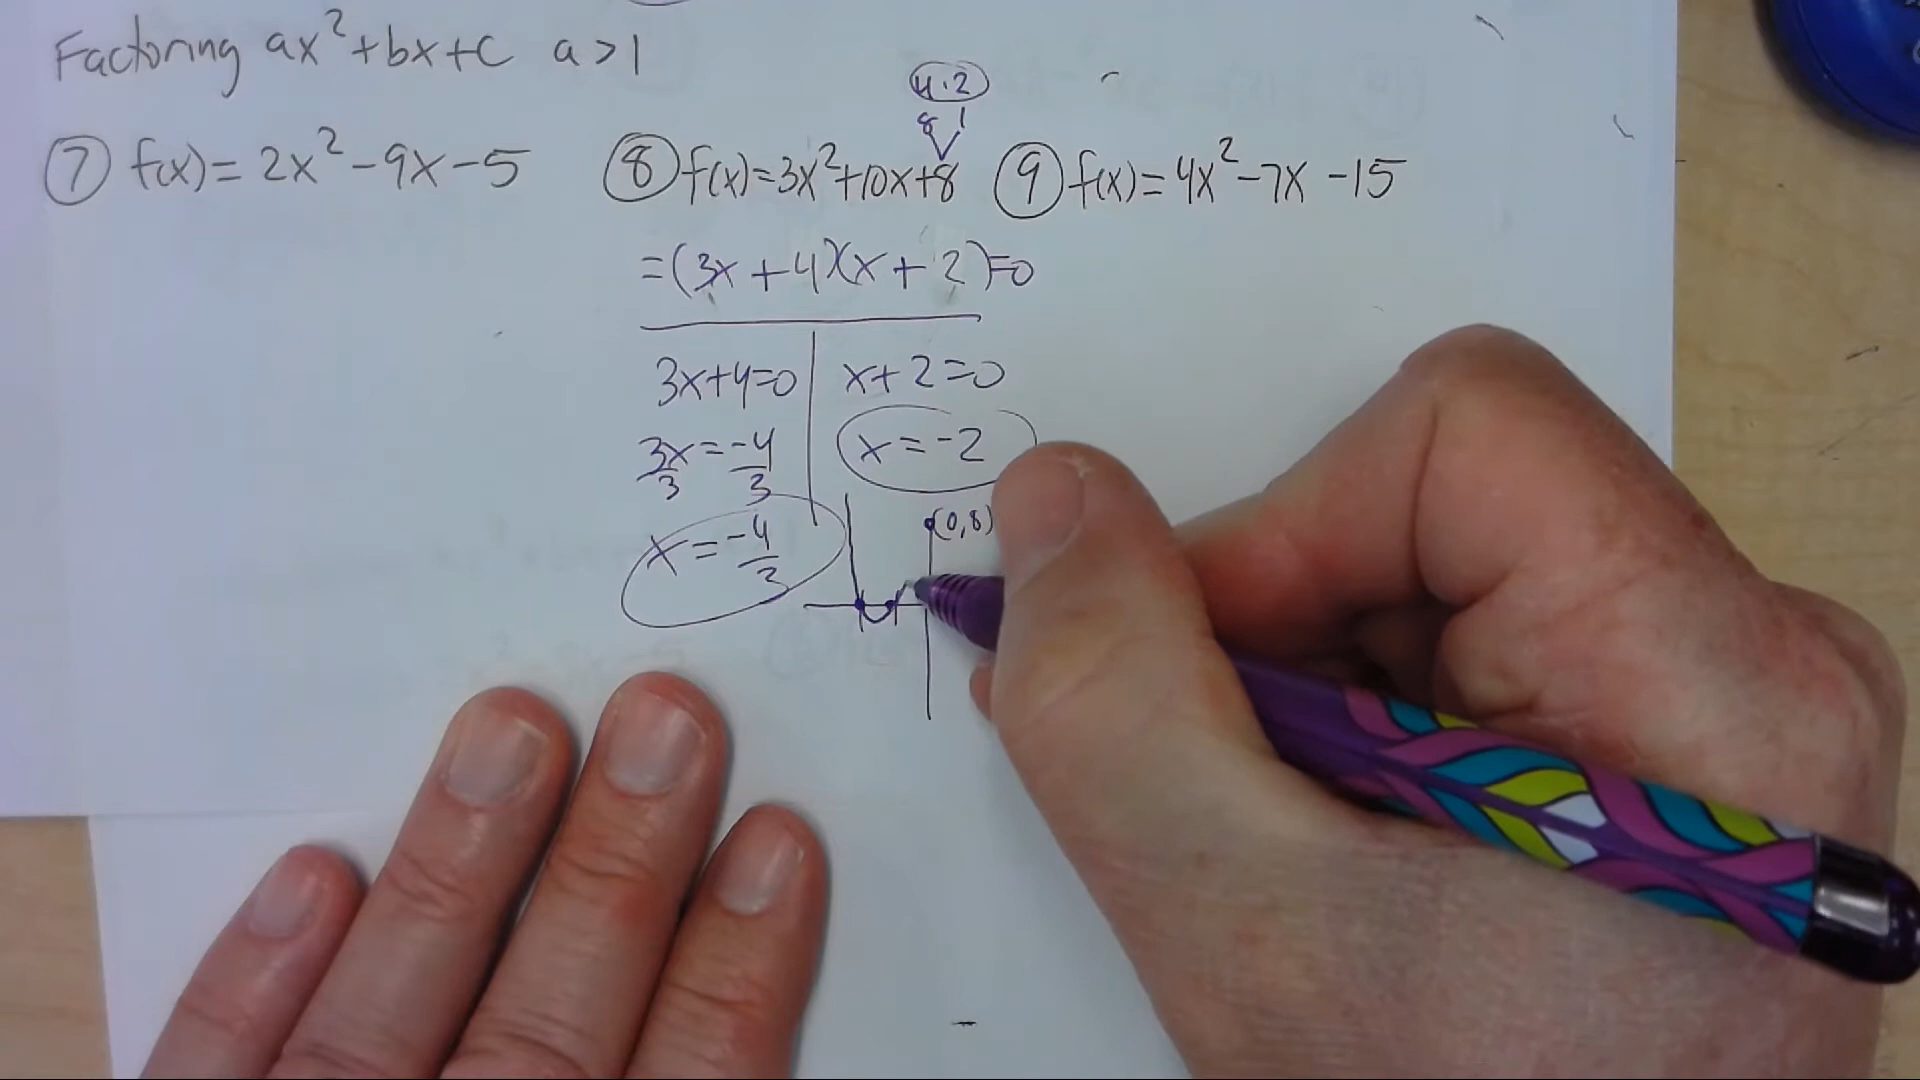 Factoring ax²+bx+c a>1
4·2
8 1
⑦ f(x)=2x²-9x-5
⑧ f(x)=3x²+10x+8
⑨ f(x)=4x²-7x-15
=(3x+4)(x+2)=0
3x+4=0
x+2=0
3x/3=-4/3
x=-2
x=-4/3
(0,8)